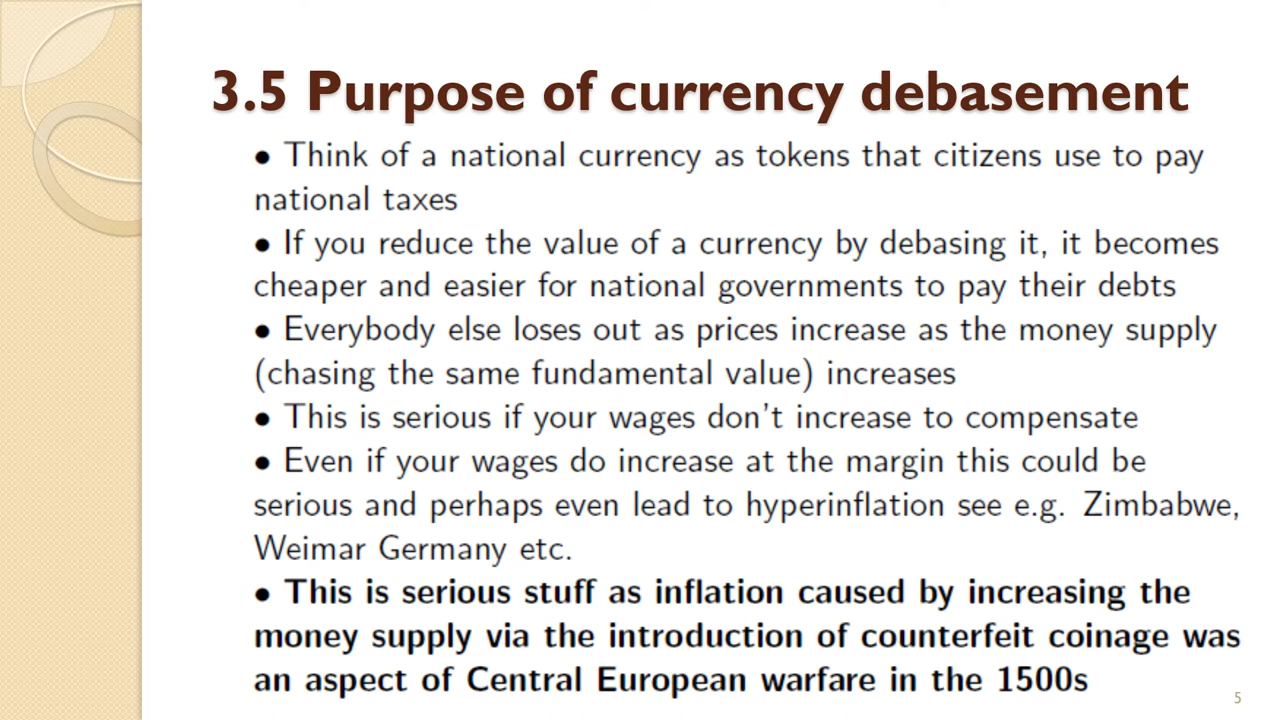 3.5 Purpose of currency debasement
• Think of a national currency as tokens that citizens use to pay
national taxes
• If you reduce the value of a currency by debasing it, it becomes
cheaper and easier for national governments to pay their debts
• Everybody else loses out as prices increase as the money supply
(chasing the same fundamental value) increases
• This is serious if your wages don't increase to compensate
• Even if your wages do increase at the margin this could be
serious and perhaps even lead to hyperinflation see e.g. Zimbabwe,
Weimar Germany etc.
• This is serious stuff as inflation caused by increasing the
money supply via the introduction of counterfeit coinage was
an aspect of Central European warfare in the 1500s
5